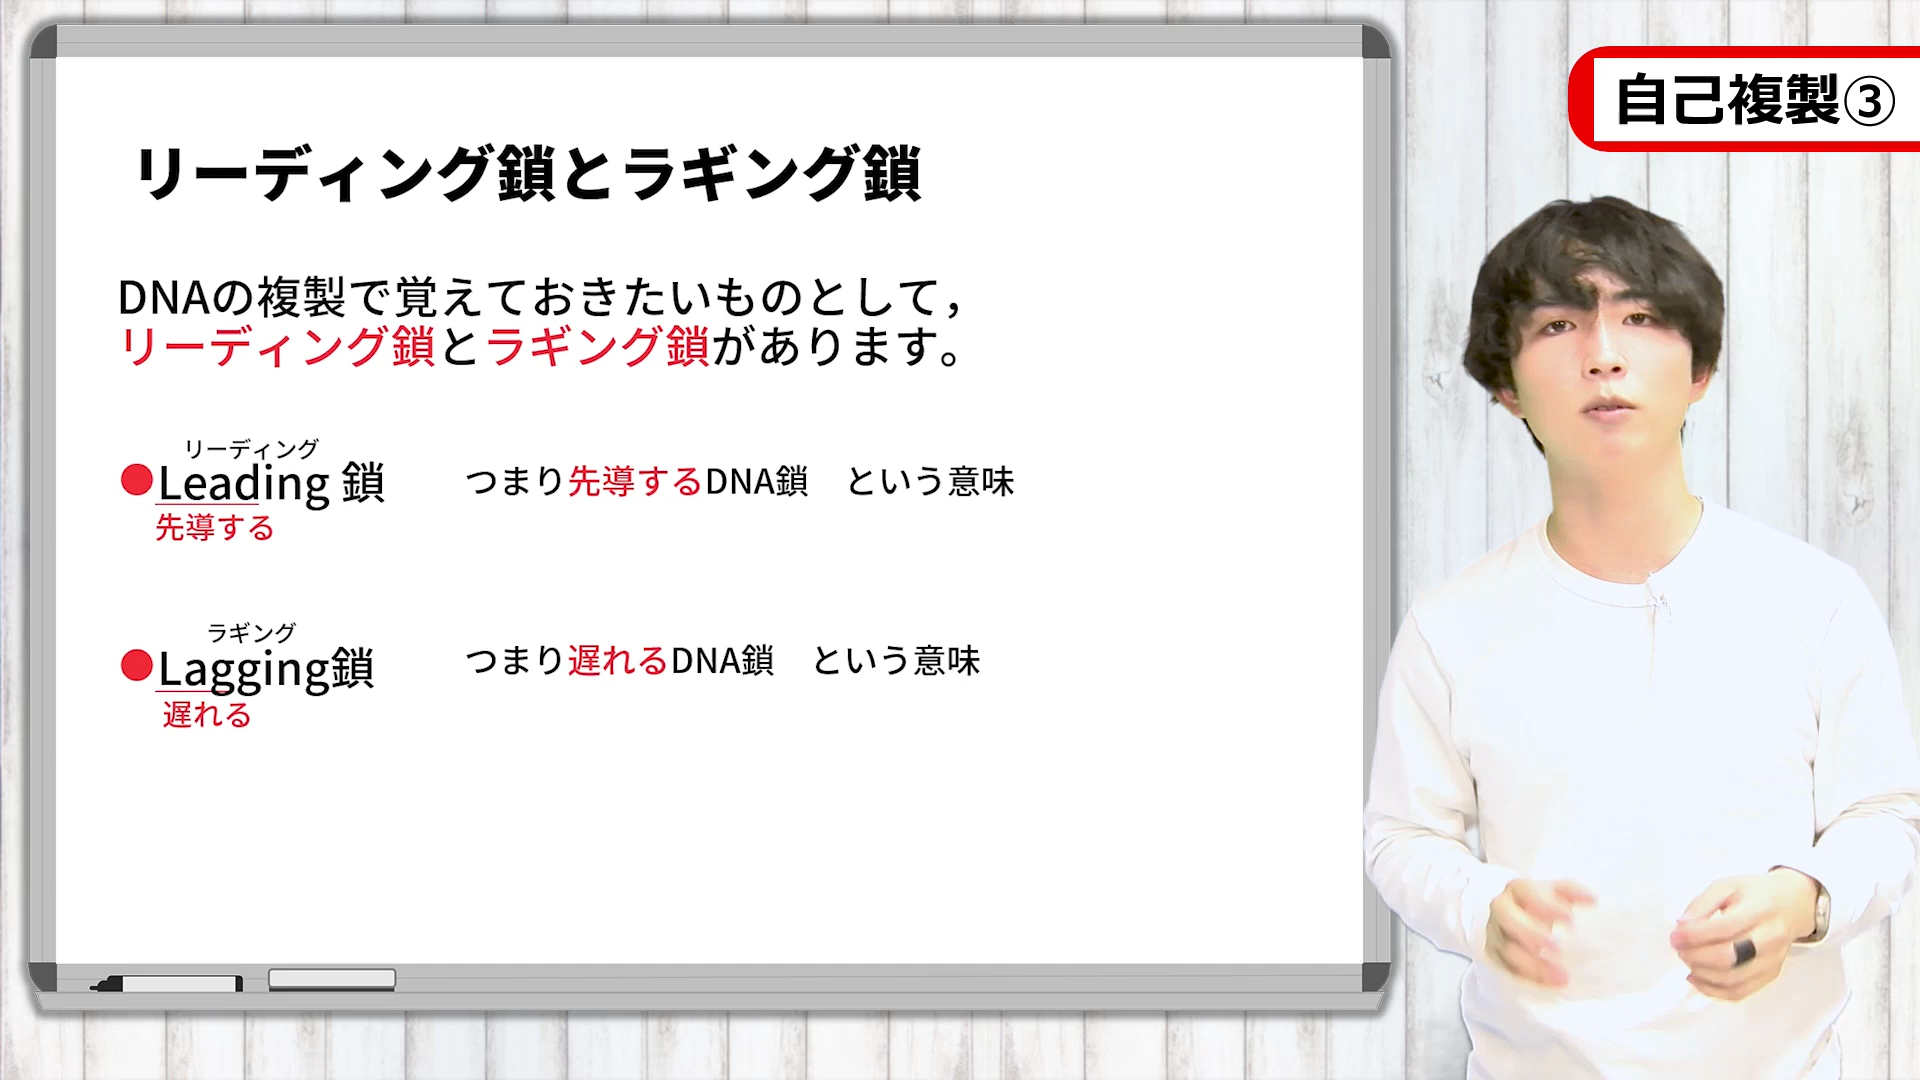 自己複製③
リーディング鎖とラギング鎖
DNAの複製で覚えておきたいものとして，
リーディング鎖とラギング鎖があります。
リーディング
●Leading 鎖　つまり先導するDNA鎖　という意味
先導する
ラギング
●Lagging鎖　つまり遅れるDNA鎖　という意味
遅れる